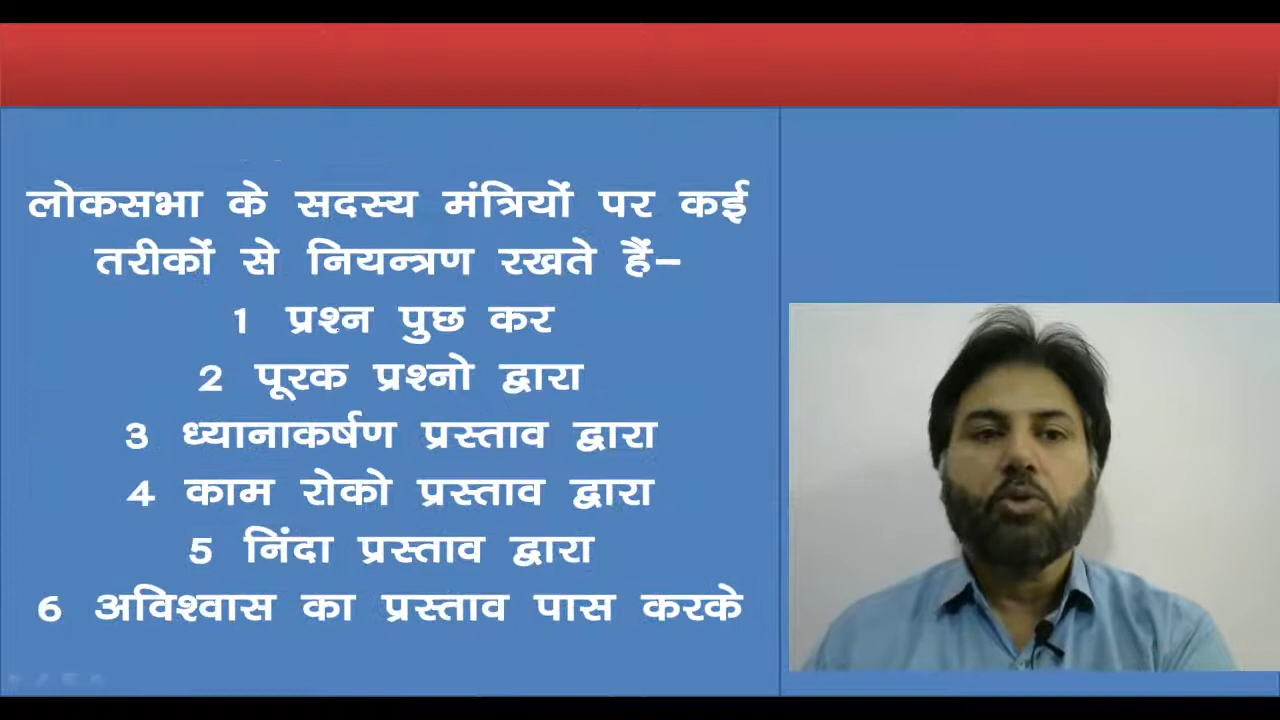 लोकसभा के सदस्य मंत्रियों पर कई
तरीकों से नियन्त्रण रखते हैं–
1 प्रश्न पुछ कर
2 पूरक प्रश्नो द्वारा
3 ध्यानाकर्षण प्रस्ताव द्वारा
4 काम रोको प्रस्ताव द्वारा
5 निंदा प्रस्ताव द्वारा
6 अविश्वास का प्रस्ताव पास करके